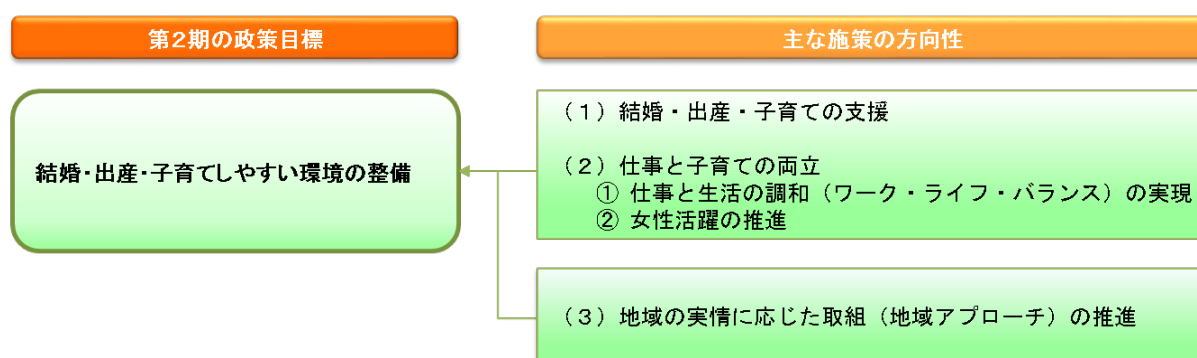 第2期の政策目標
主な施策の方向性
結婚・出産・子育てしやすい環境の整備
（１）結婚・出産・子育ての支援
（２）仕事と子育ての両立
① 仕事と生活の調和（ワーク・ライフ・バランス）の実現
② 女性活躍の推進
（３）地域の実情に応じた取組（地域アプローチ）の推進